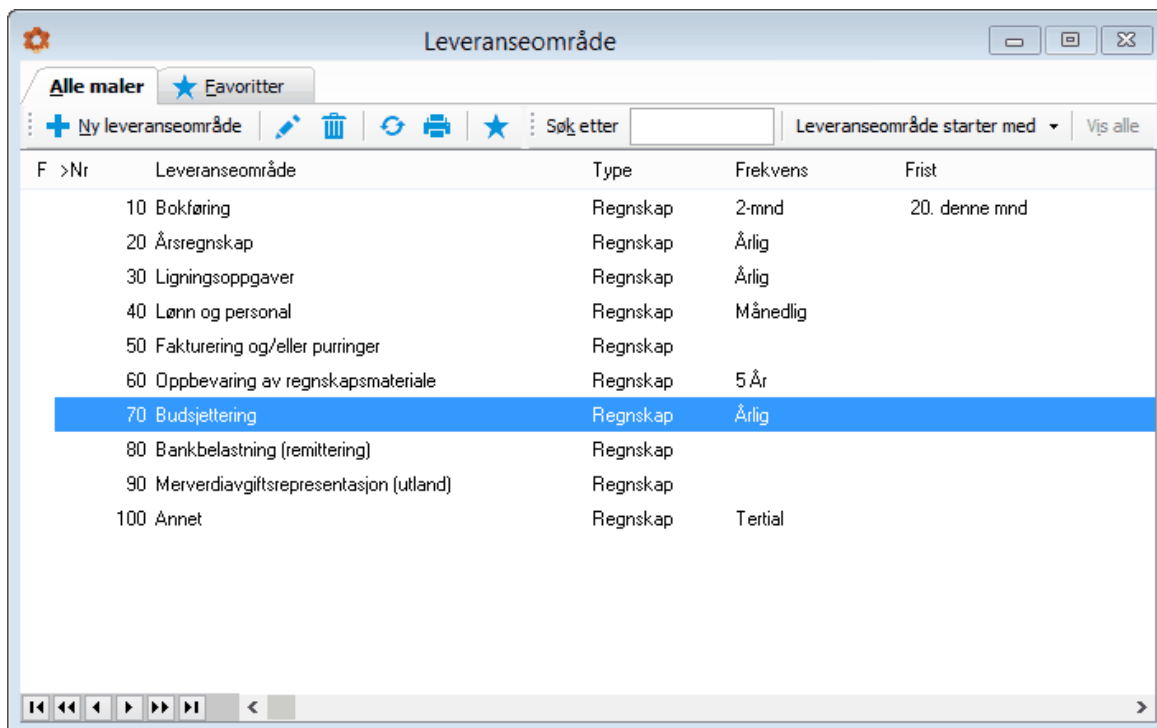 Leveranseområde
Alle maler Favoritter
Ny leveranseområde Søk etter Leveranseområde starter med Vis alle
F >Nr Leveranseområde Type Frekvens Frist
10 Bokføring Regnskap 2-mnd 20. denne mnd
20 Årsregnskap Regnskap Årlig
30 Ligningsoppgaver Regnskap Årlig
40 Lønn og personal Regnskap Månedlig
50 Fakturering og/eller purringer Regnskap
60 Oppbevaring av regnskapsmateriale Regnskap 5 År
70 Budsjettering Regnskap Årlig
80 Bankbelastning (remittering) Regnskap
90 Merverdiavgiftsrepresentasjon (utland) Regnskap
100 Annet Regnskap Tertial